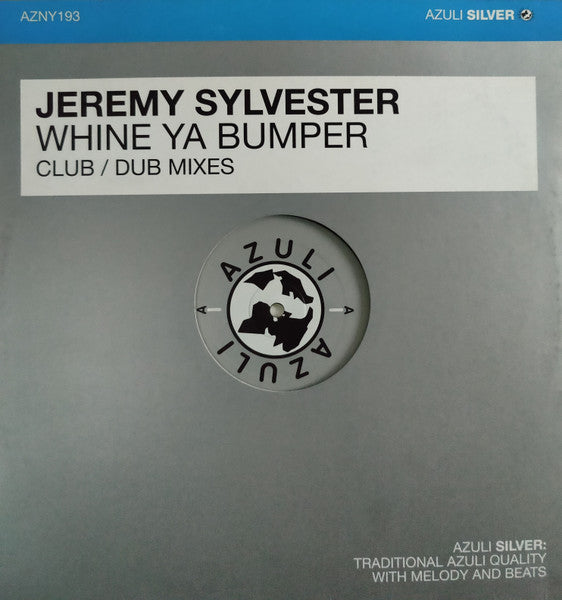 AZNY193
AZULI SILVER
JEREMY SYLVESTER
WHINE YA BUMPER
CLUB / DUB MIXES
AZULI
A
A
AZULI
AZULI SILVER:
TRADITIONAL AZULI QUALITY
WITH MELODY AND BEATS